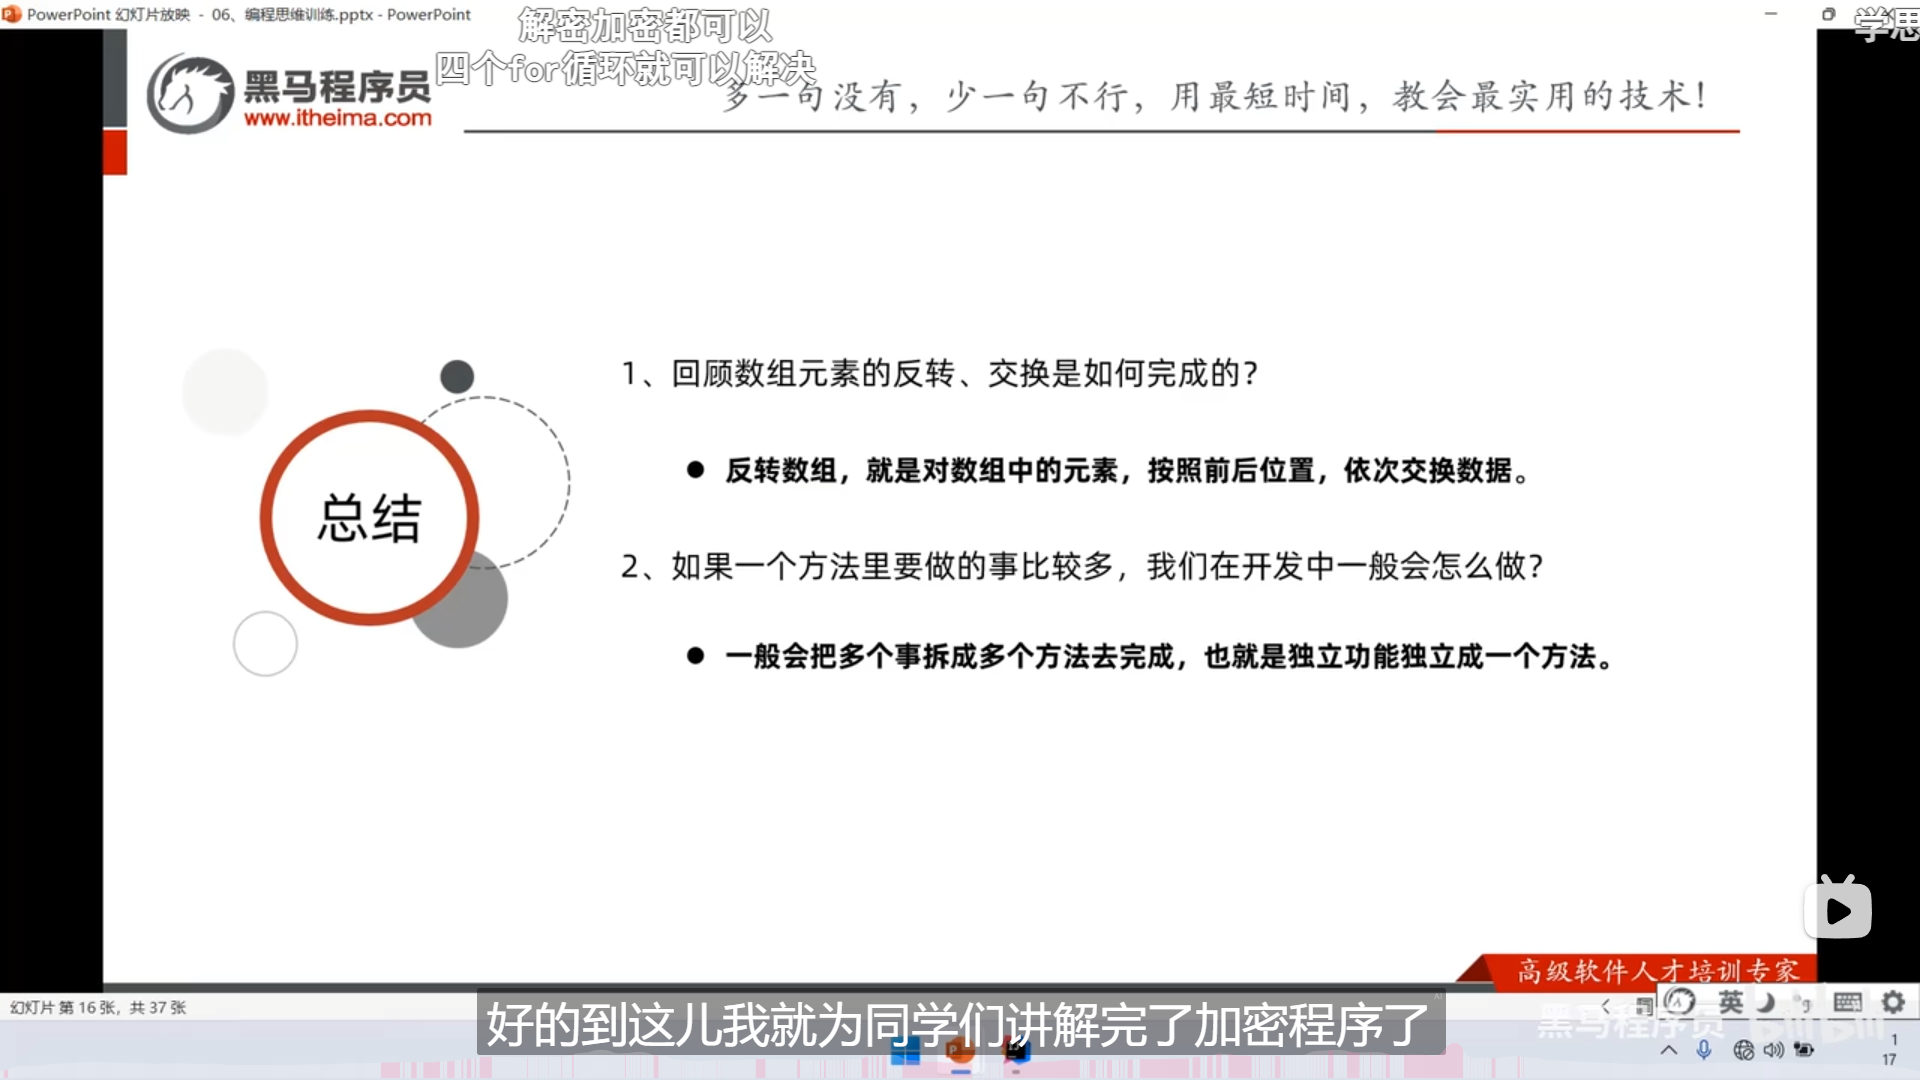 PowerPoint 幻灯片放映 - 06、编程思维训练.pptx - PowerPoint
解密加密都可以
学思
四个for循环就可以解决
黑马程序员
www.itheima.com
多一句没有，少一句不行，用最短时间，教会最实用的技术！
1、回顾数组元素的反转、交换是如何完成的？
● 反转数组，就是对数组中的元素，按照前后位置，依次交换数据。
总结
2、如果一个方法里要做的事比较多，我们在开发中一般会怎么做？
● 一般会把多个事拆成多个方法去完成，也就是独立功能独立成一个方法。
高级软件人才培训专家
幻灯片 第 16 张，共 37 张
英
好的到这儿我就为同学们讲解完了加密程序了
黑马程序员
bilibili
1
17